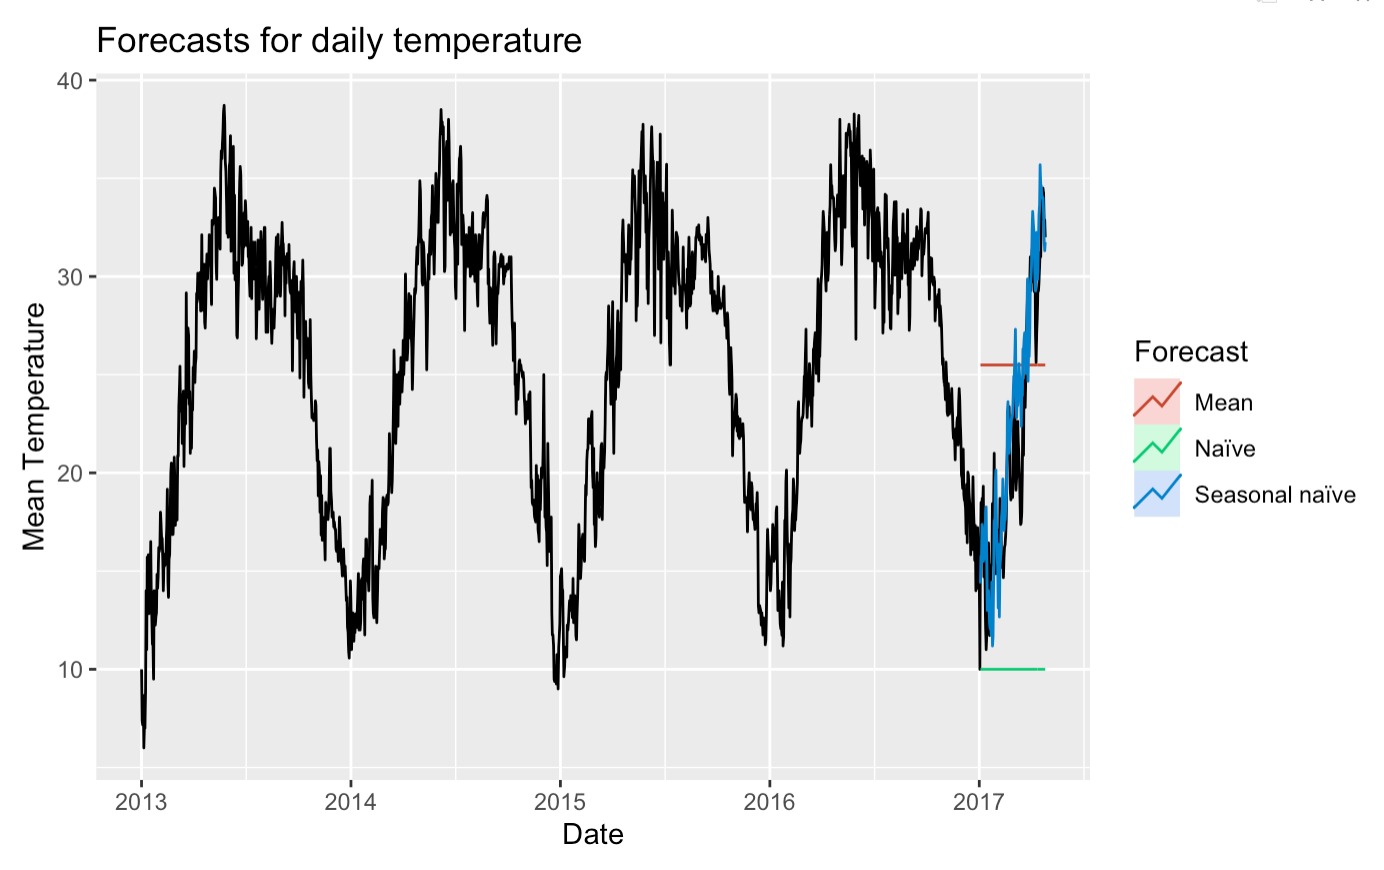 Forecasts for daily temperature
40
30
20
10
Mean Temperature
2013
2014
2015
2016
2017
Date
Forecast
Mean
Naïve
Seasonal naïve